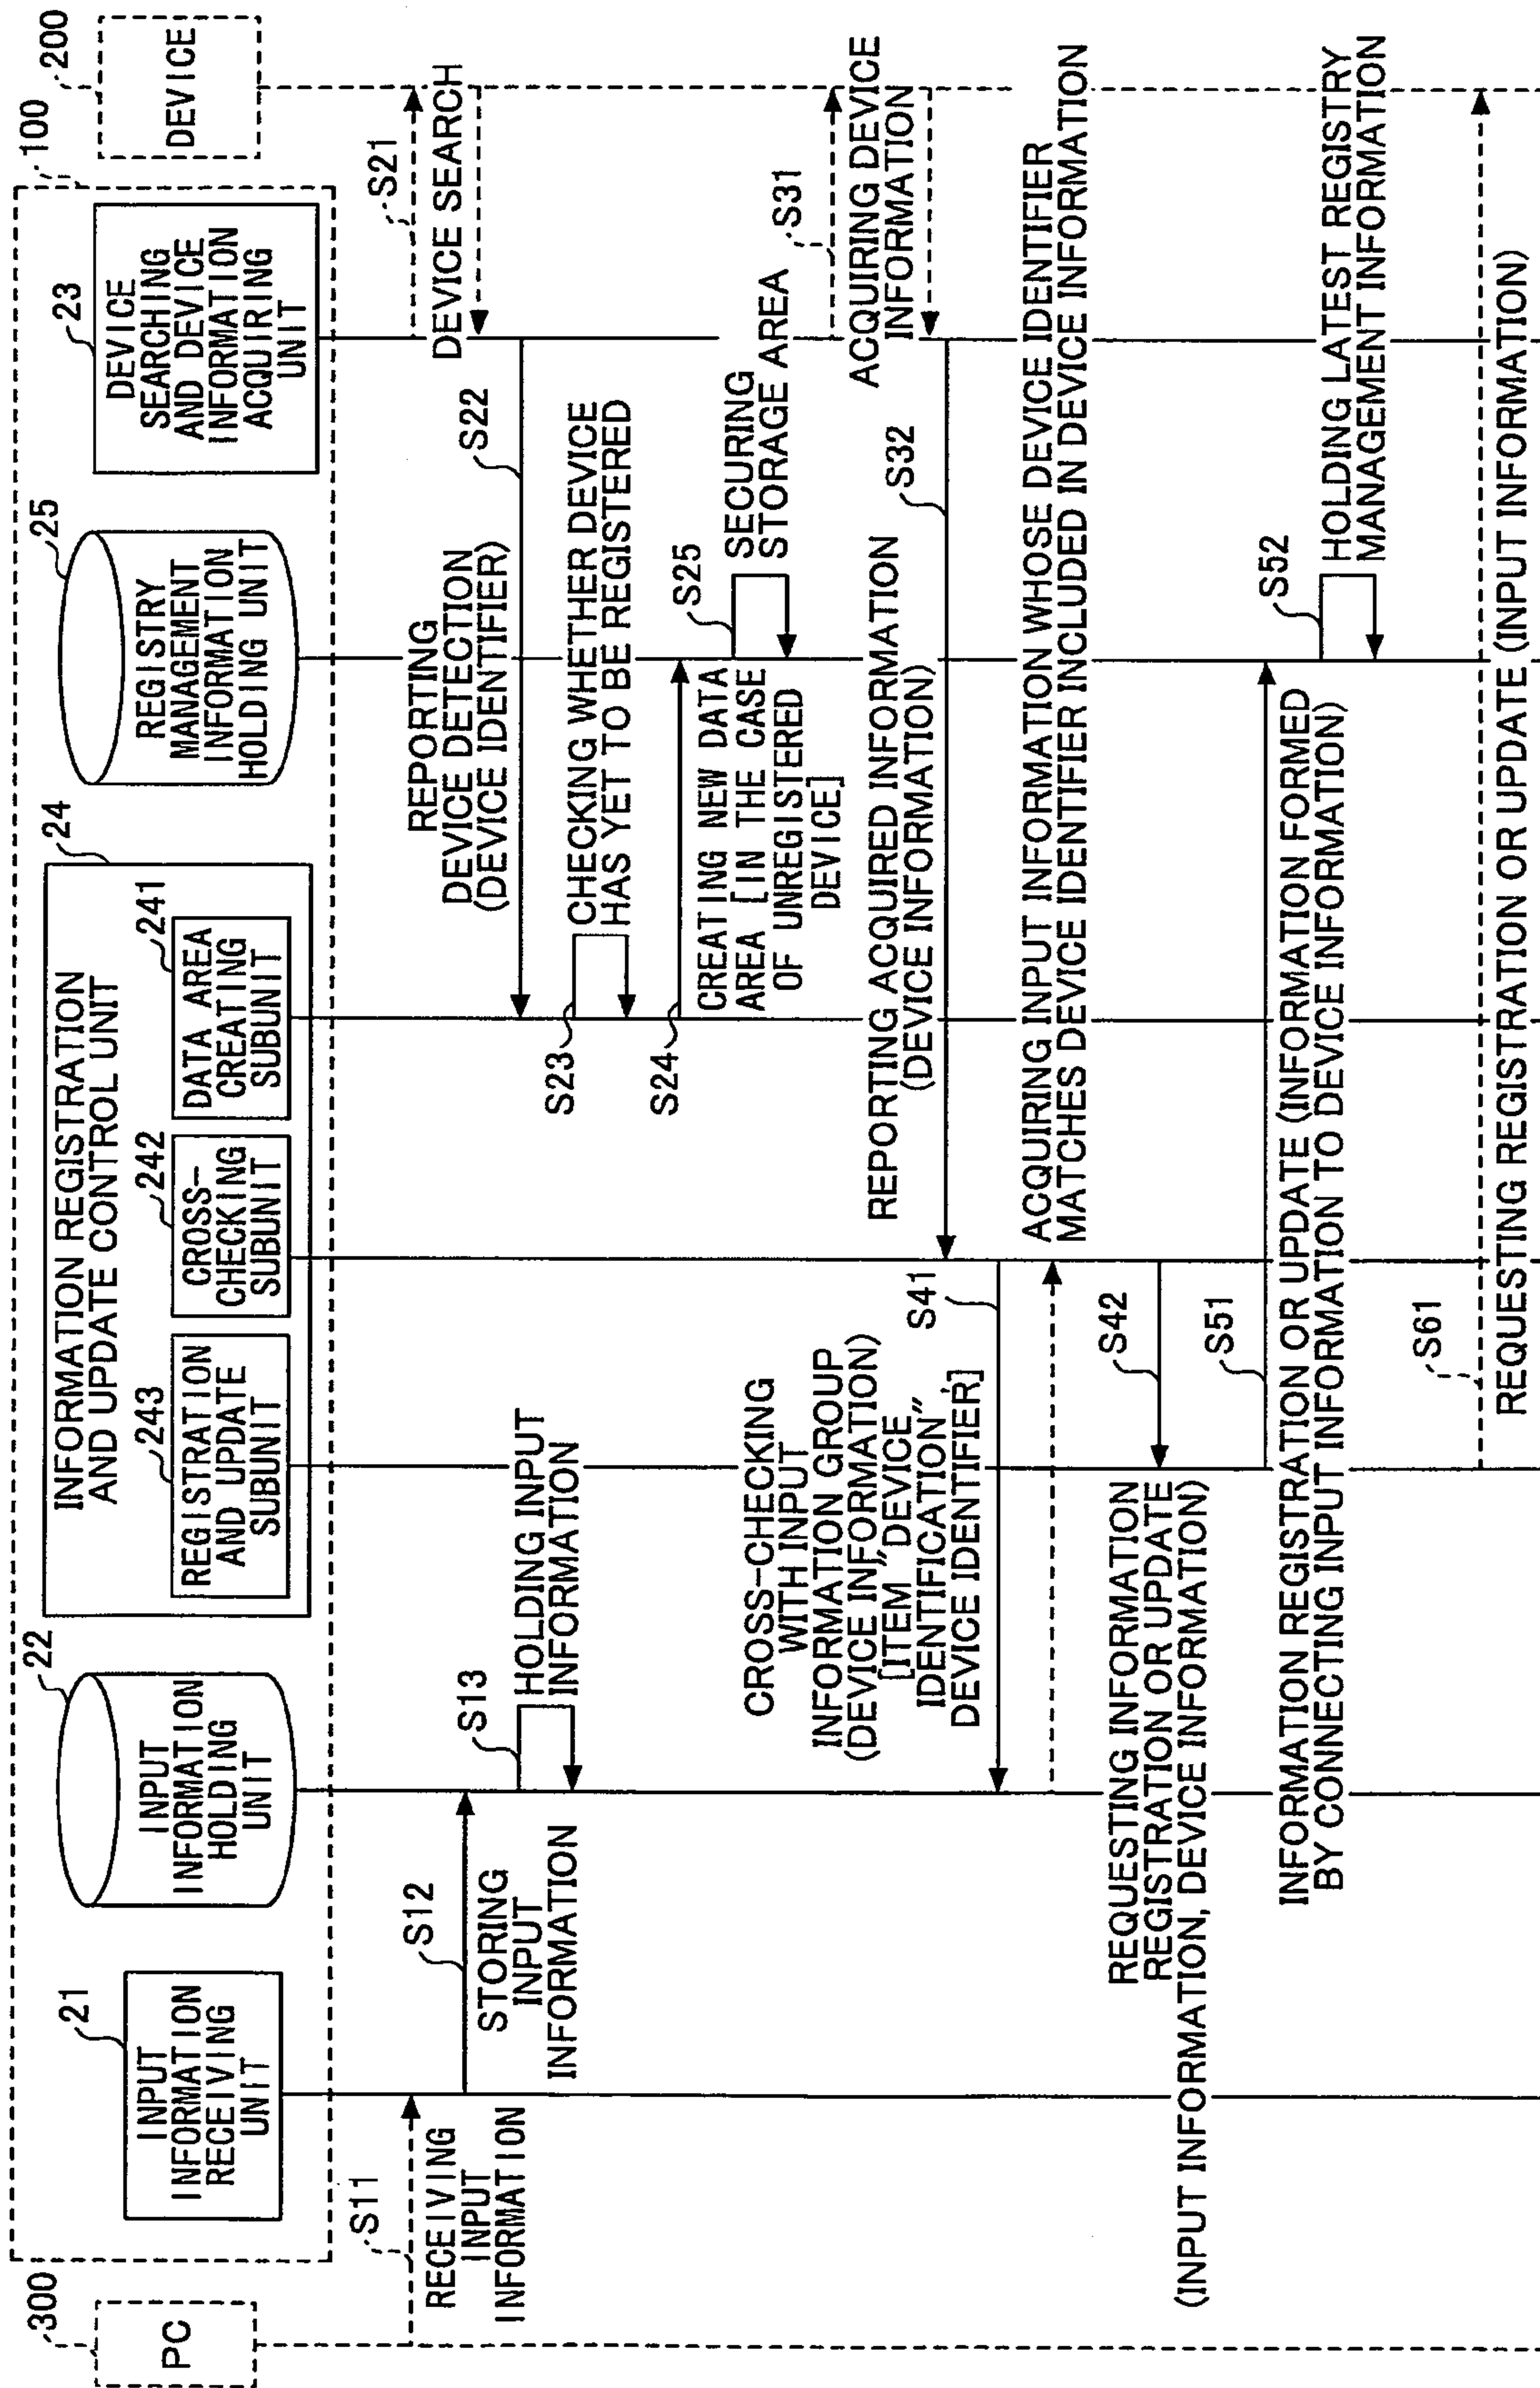 300
PC
100
200
DEVICE
21
INPUT
INFORMATION
RECEIVING
UNIT
22
INPUT
INFORMATION
HOLDING
UNIT
24
INFORMATION REGISTRATION
AND UPDATE CONTROL UNIT
243
REGISTRATION
AND UPDATE
SUBUNIT
242
CROSS-
CHECKING
SUBUNIT
241
DATA AREA
CREATING
SUBUNIT
25
REGISTRY
MANAGEMENT
INFORMATION
HOLDING UNIT
23
DEVICE
SEARCHING
AND DEVICE
INFORMATION
ACQUIRING
UNIT
S11
RECEIVING
INPUT
INFORMATION
S12
STORING
INPUT
INFORMATION
S13
HOLDING INPUT
INFORMATION
S21
DEVICE SEARCH
S22
REPORTING
DEVICE DETECTION
(DEVICE IDENTIFIER)
S23
CHECKING WHETHER DEVICE
HAS YET TO BE REGISTERED
S24
CREATING NEW DATA
AREA [IN THE CASE
OF UNREGISTERED
DEVICE]
S25
SECURING
STORAGE AREA
S31
ACQUIRING DEVICE
INFORMATION
S32
REPORTING ACQUIRED INFORMATION
(DEVICE INFORMATION)
CROSS-CHECKING
WITH INPUT
INFORMATION GROUP
(DEVICE INFORMATION)
[ITEM "DEVICE
IDENTIFICATION",
DEVICE IDENTIFIER]
S41
ACQUIRING INPUT INFORMATION WHOSE DEVICE IDENTIFIER
MATCHES DEVICE IDENTIFIER INCLUDED IN DEVICE INFORMATION
S42
REQUESTING INFORMATION
REGISTRATION OR UPDATE
(INPUT INFORMATION, DEVICE INFORMATION)
S51
INFORMATION REGISTRATION OR UPDATE (INFORMATION FORMED
BY CONNECTING INPUT INFORMATION TO DEVICE INFORMATION)
S52
HOLDING LATEST REGISTRY
MANAGEMENT INFORMATION
S61
REQUESTING REGISTRATION OR UPDATE (INPUT INFORMATION)